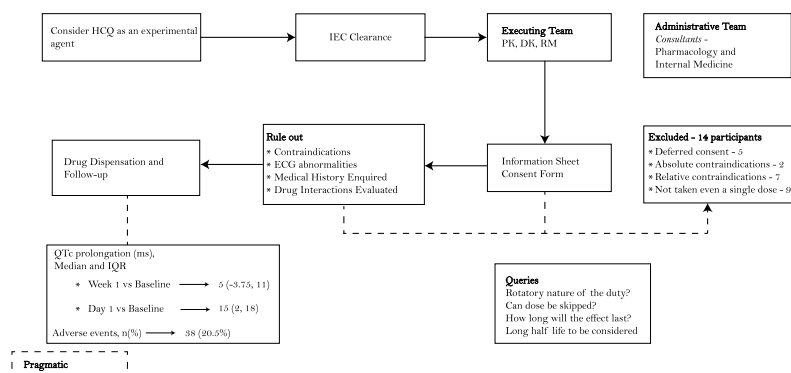 Consider HCQ as an experimental
agent
IEC Clearance
Executing Team
PK, DK, RM
Administrative Team
Consultants -
Pharmacology and
Internal Medicine
Drug Dispensation and
Follow-up
Rule out
* Contraindications
* ECG abnormalities
* Medical History Enquired
* Drug Interactions Evaluated
Information Sheet
Consent Form
Excluded - 14 participants
* Deferred consent - 5
* Absolute contraindications - 2
* Relative contraindications - 7
* Not taken even a single dose - 9
QTc prolongation (ms),
Median and IQR
* Week 1 vs Baseline 5 (-3.75, 11)
* Day 1 vs Baseline 15 (2, 18)
Adverse events, n(%) 38 (20.5%)
Queries
Rotatory nature of the duty?
Can dose be skipped?
How long will the effect last?
Long half life to be considered
Pragmatic